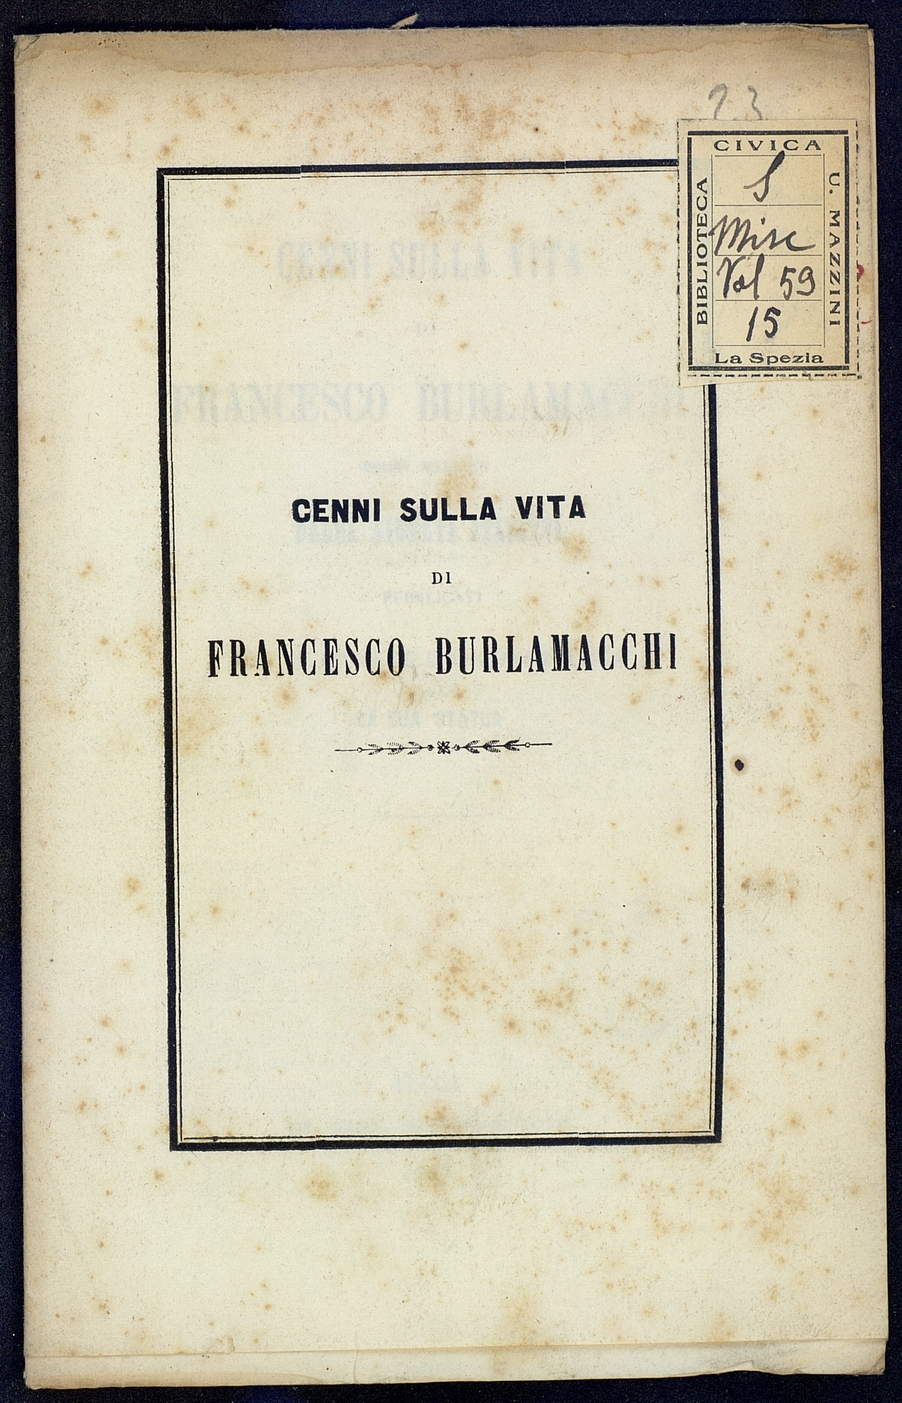 23
CIVICA
BIBLIOTECA
U. MAZZINI
S
Misc
Vol 59
15
La Spezia
CENNI SULLA VITA
DI
FRANCESCO BURLAMACCHI